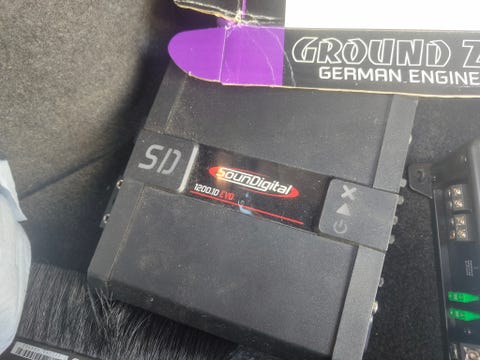 GROUND Z
GERMAN ENGINE
SD
SounDigital
1200.1D EVO